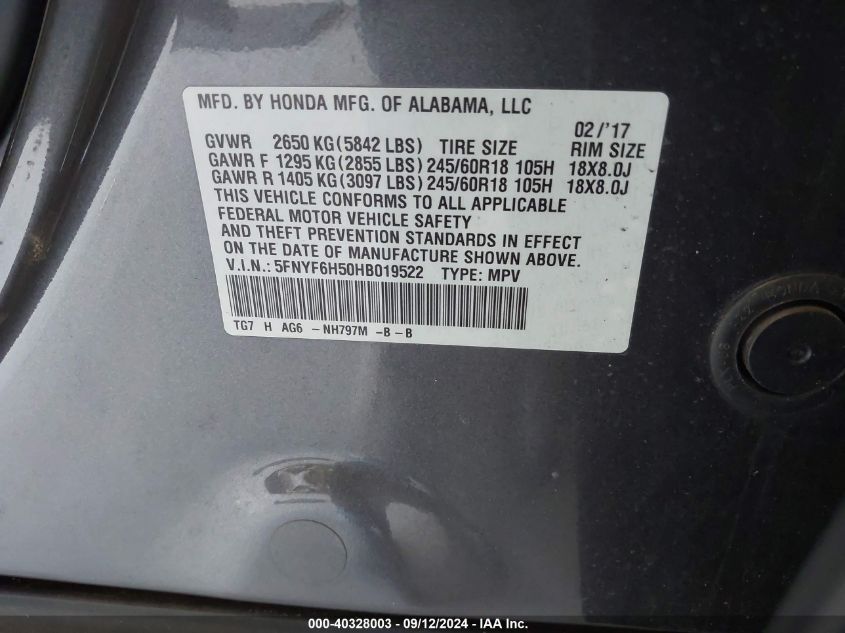 MFD. BY HONDA MFG. OF ALABAMA, LLC
02/'17
GVWR 2650 KG(5842 LBS) TIRE SIZE RIM SIZE
GAWR F 1295 KG(2855 LBS) 245/60R18 105H 18X8.0J
GAWR R 1405 KG(3097 LBS) 245/60R18 105H 18X8.0J
THIS VEHICLE CONFORMS TO ALL APPLICABLE
FEDERAL MOTOR VEHICLE SAFETY
AND THEFT PREVENTION STANDARDS IN EFFECT
ON THE DATE OF MANUFACTURE SHOWN ABOVE.
V.I.N.: 5FNYF6H50HB019522 TYPE: MPV
TG7 H AG6 -NH797M -B-B
HONDA
000-40328003 - 09/12/2024 - IAA Inc.